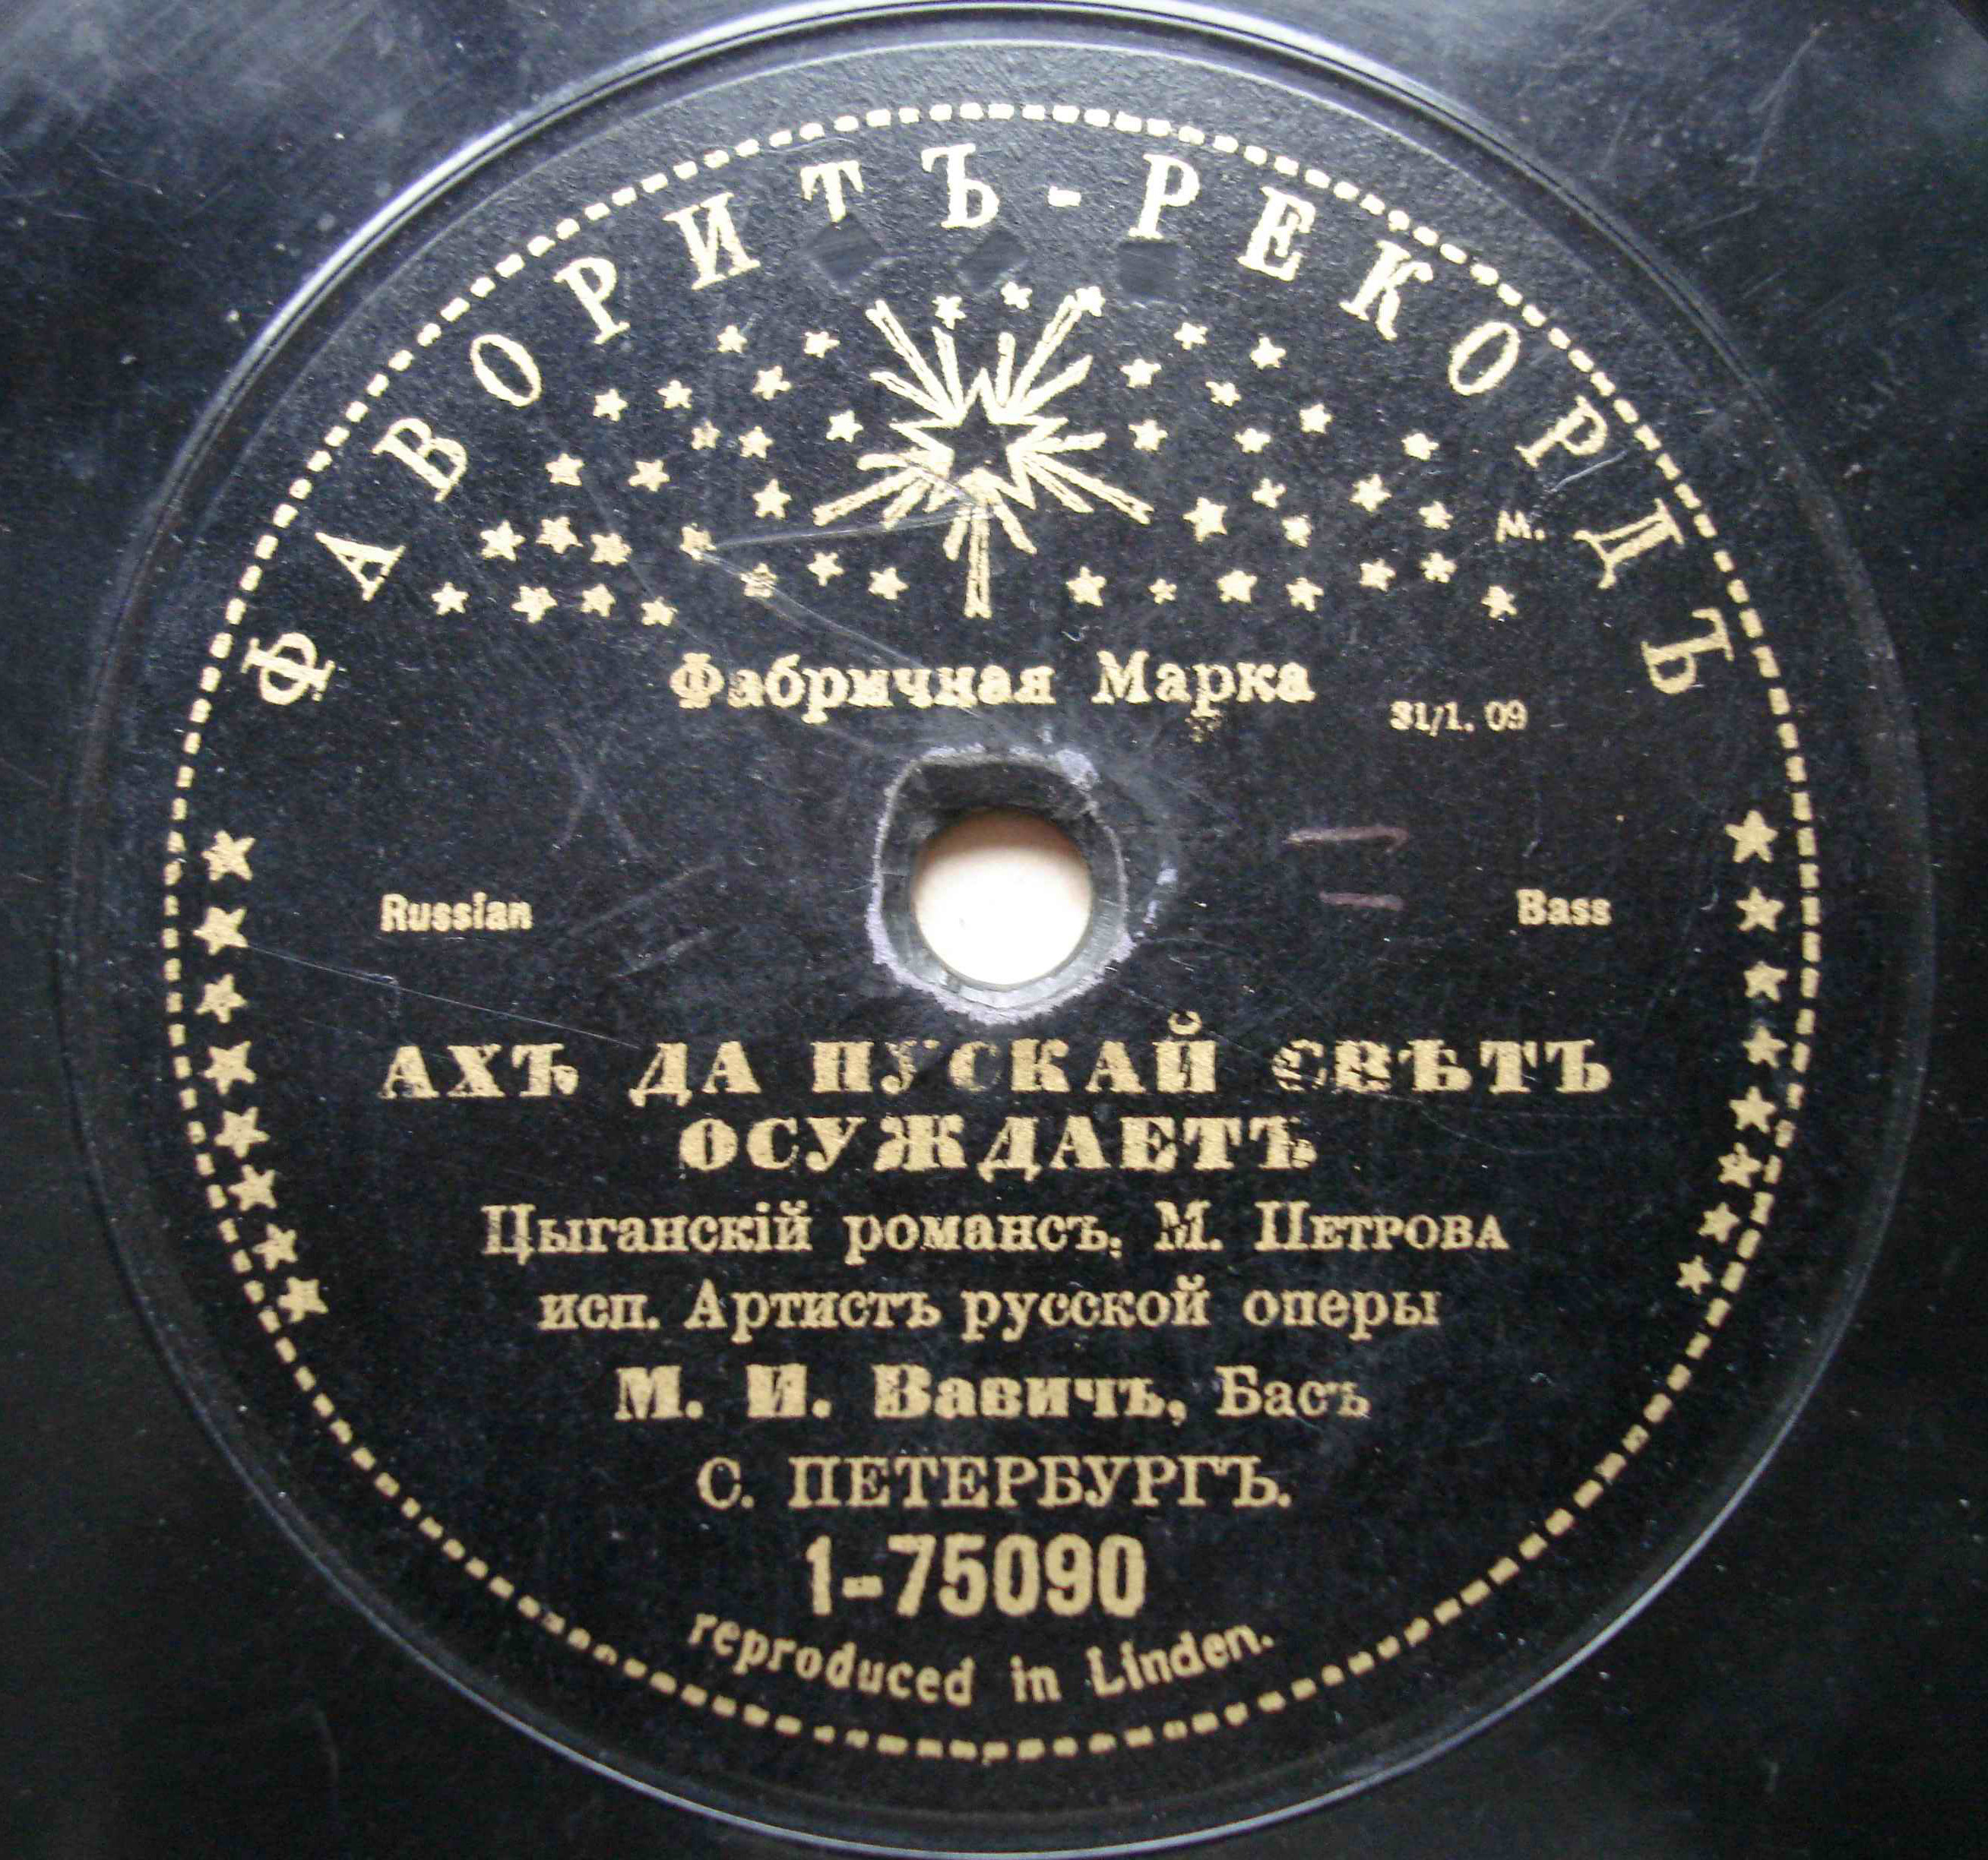 ФАВОРИТЪ-РЕКОРДЪ
М.
Фабричная Марка
31/1. 09
Russian
Bass
АХЪ ДА ПУСКАЙ СВѢТЪ
ОСУЖДАЕТЪ
Цыганскій романсъ, М. ПЕТРОВА
исп. Артистъ русской оперы
М. И. Вавичъ, Басъ
С. ПЕТЕРБУРГЪ.
1-75090
reproduced in Linden.